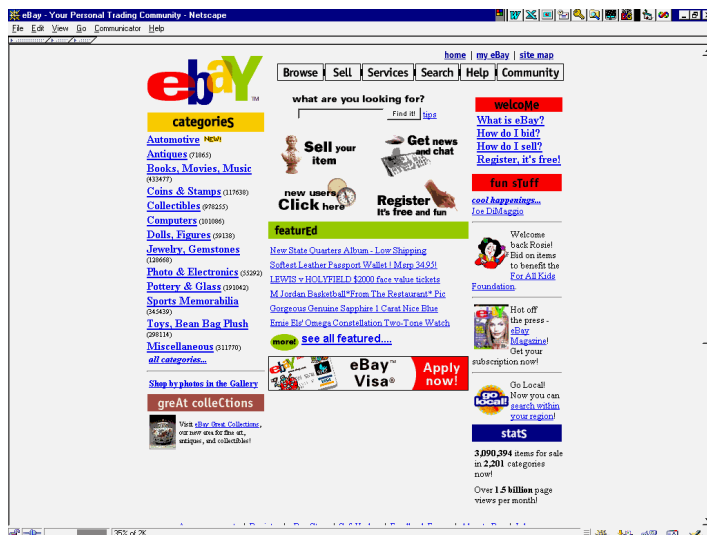 eBay - Your Personal Trading Community - Netscape
File Edit View Go Communicator Help
home | my eBay | site map
ebaY™
Browse Sell Services Search Help Community
what are you looking for?
Find it! tips
categorieS
Automotive NEW!
Antiques (71865)
Books, Movies, Music
(433477)
Coins & Stamps (117638)
Collectibles (978255)
Computers (101086)
Dolls, Figures (59138)
Jewelry, Gemstones
(128668)
Photo & Electronics (55292)
Pottery & Glass (191042)
Sports Memorabilia
(345439)
Toys, Bean Bag Plush
(298114)
Miscellaneous (311770)
all categories...
Shop by photos in the Gallery
greAt colleCtions
Visit eBay Great Collections,
our new area for fine art,
antiques, and collectibles!
Sell your
item
Get news
and chat
new users
Click here
Register
It's free and fun
featurEd
New State Quarters Album - Low Shipping
Softest Leather Passport Wallet ! Msrp 34.95!
LEWIS v HOLYFIELD $2000 face value tickets
M Jordan Basketball*From The Restaurant* Pic
Gorgeous Genuine Sapphire 1 Carat Nice Blue
Ernie Els' Omega Constellation Two-Tone Watch
more! see all featured....
eBay™
Visa®
Apply
now!
welcoMe
What is eBay?
How do I bid?
How do I sell?
Register, it's free!
fun sTuff
cool happenings...
Joe DiMaggio
Welcome
back Rosie!
Bid on items
to benefit the
For All Kids
Foundation.
Hot off
the press -
eBay
Magazine!
Get your
subscription now!
go
local!
Go Local!
Now you can
search within
your region!
statS
3,090,394 items for sale
in 2,201 categories
now!
Over 1.5 billion page
views per month!
35% of 2K